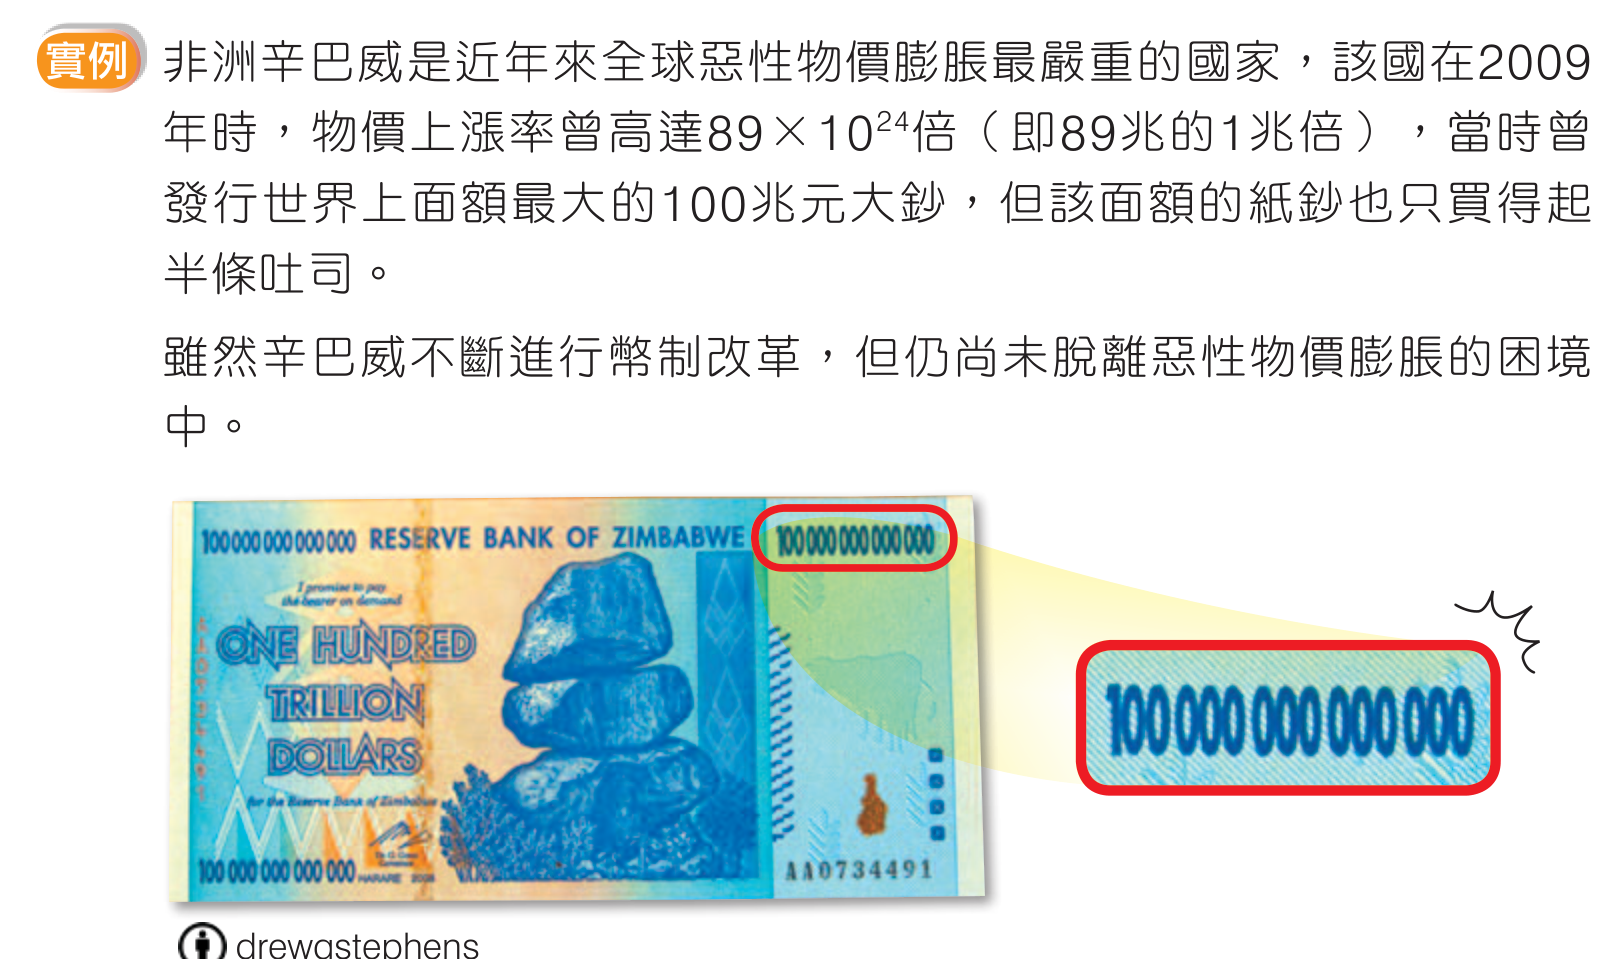 實例
非洲辛巴威是近年來全球惡性物價膨脹最嚴重的國家，該國在2009
年時，物價上漲率曾高達89×10²⁴倍（即89兆的1兆倍），當時曾
發行世界上面額最大的100兆元大鈔，但該面額的紙鈔也只買得起
半條吐司。
雖然辛巴威不斷進行幣制改革，但仍尚未脫離惡性物價膨脹的困境
中。
100 000 000 000 000 RESERVE BANK OF ZIMBABWE 100 000 000 000 000
I promise to pay
the bearer on demand
ONE HUNDRED
TRILLION
DOLLARS
for the Reserve Bank of Zimbabwe
100 000 000 000 000 HARARE 2008
AA0734491
100 000 000 000 000
drewastephens